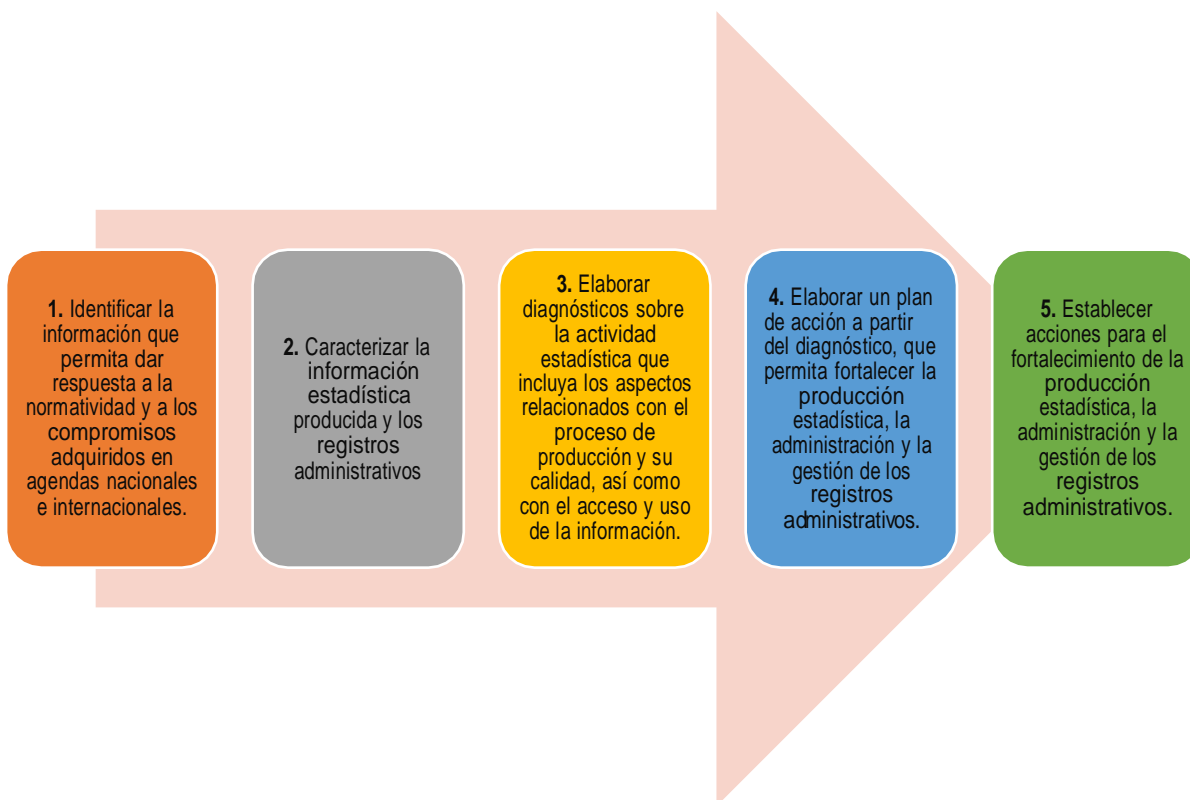 1. Identificar la
información que
permita dar
respuesta a la
normatividad y a los
compromisos
adquiridos en
agendas nacionales
e internacionales.
2. Caracterizar la
información
estadística
producida y los
registros
administrativos
3. Elaborar
diagnósticos sobre
la actividad
estadística que
incluya los aspectos
relacionados con el
proceso de
producción y su
calidad, así como
con el acceso y uso
de la información.
4. Elaborar un plan
de acción a partir
del diagnóstico, que
permita fortalecer la
producción
estadística, la
administración y la
gestión de los
registros
administrativos.
5. Establecer
acciones para el
fortalecimiento de la
producción
estadística, la
administración y la
gestión de los
registros
administrativos.